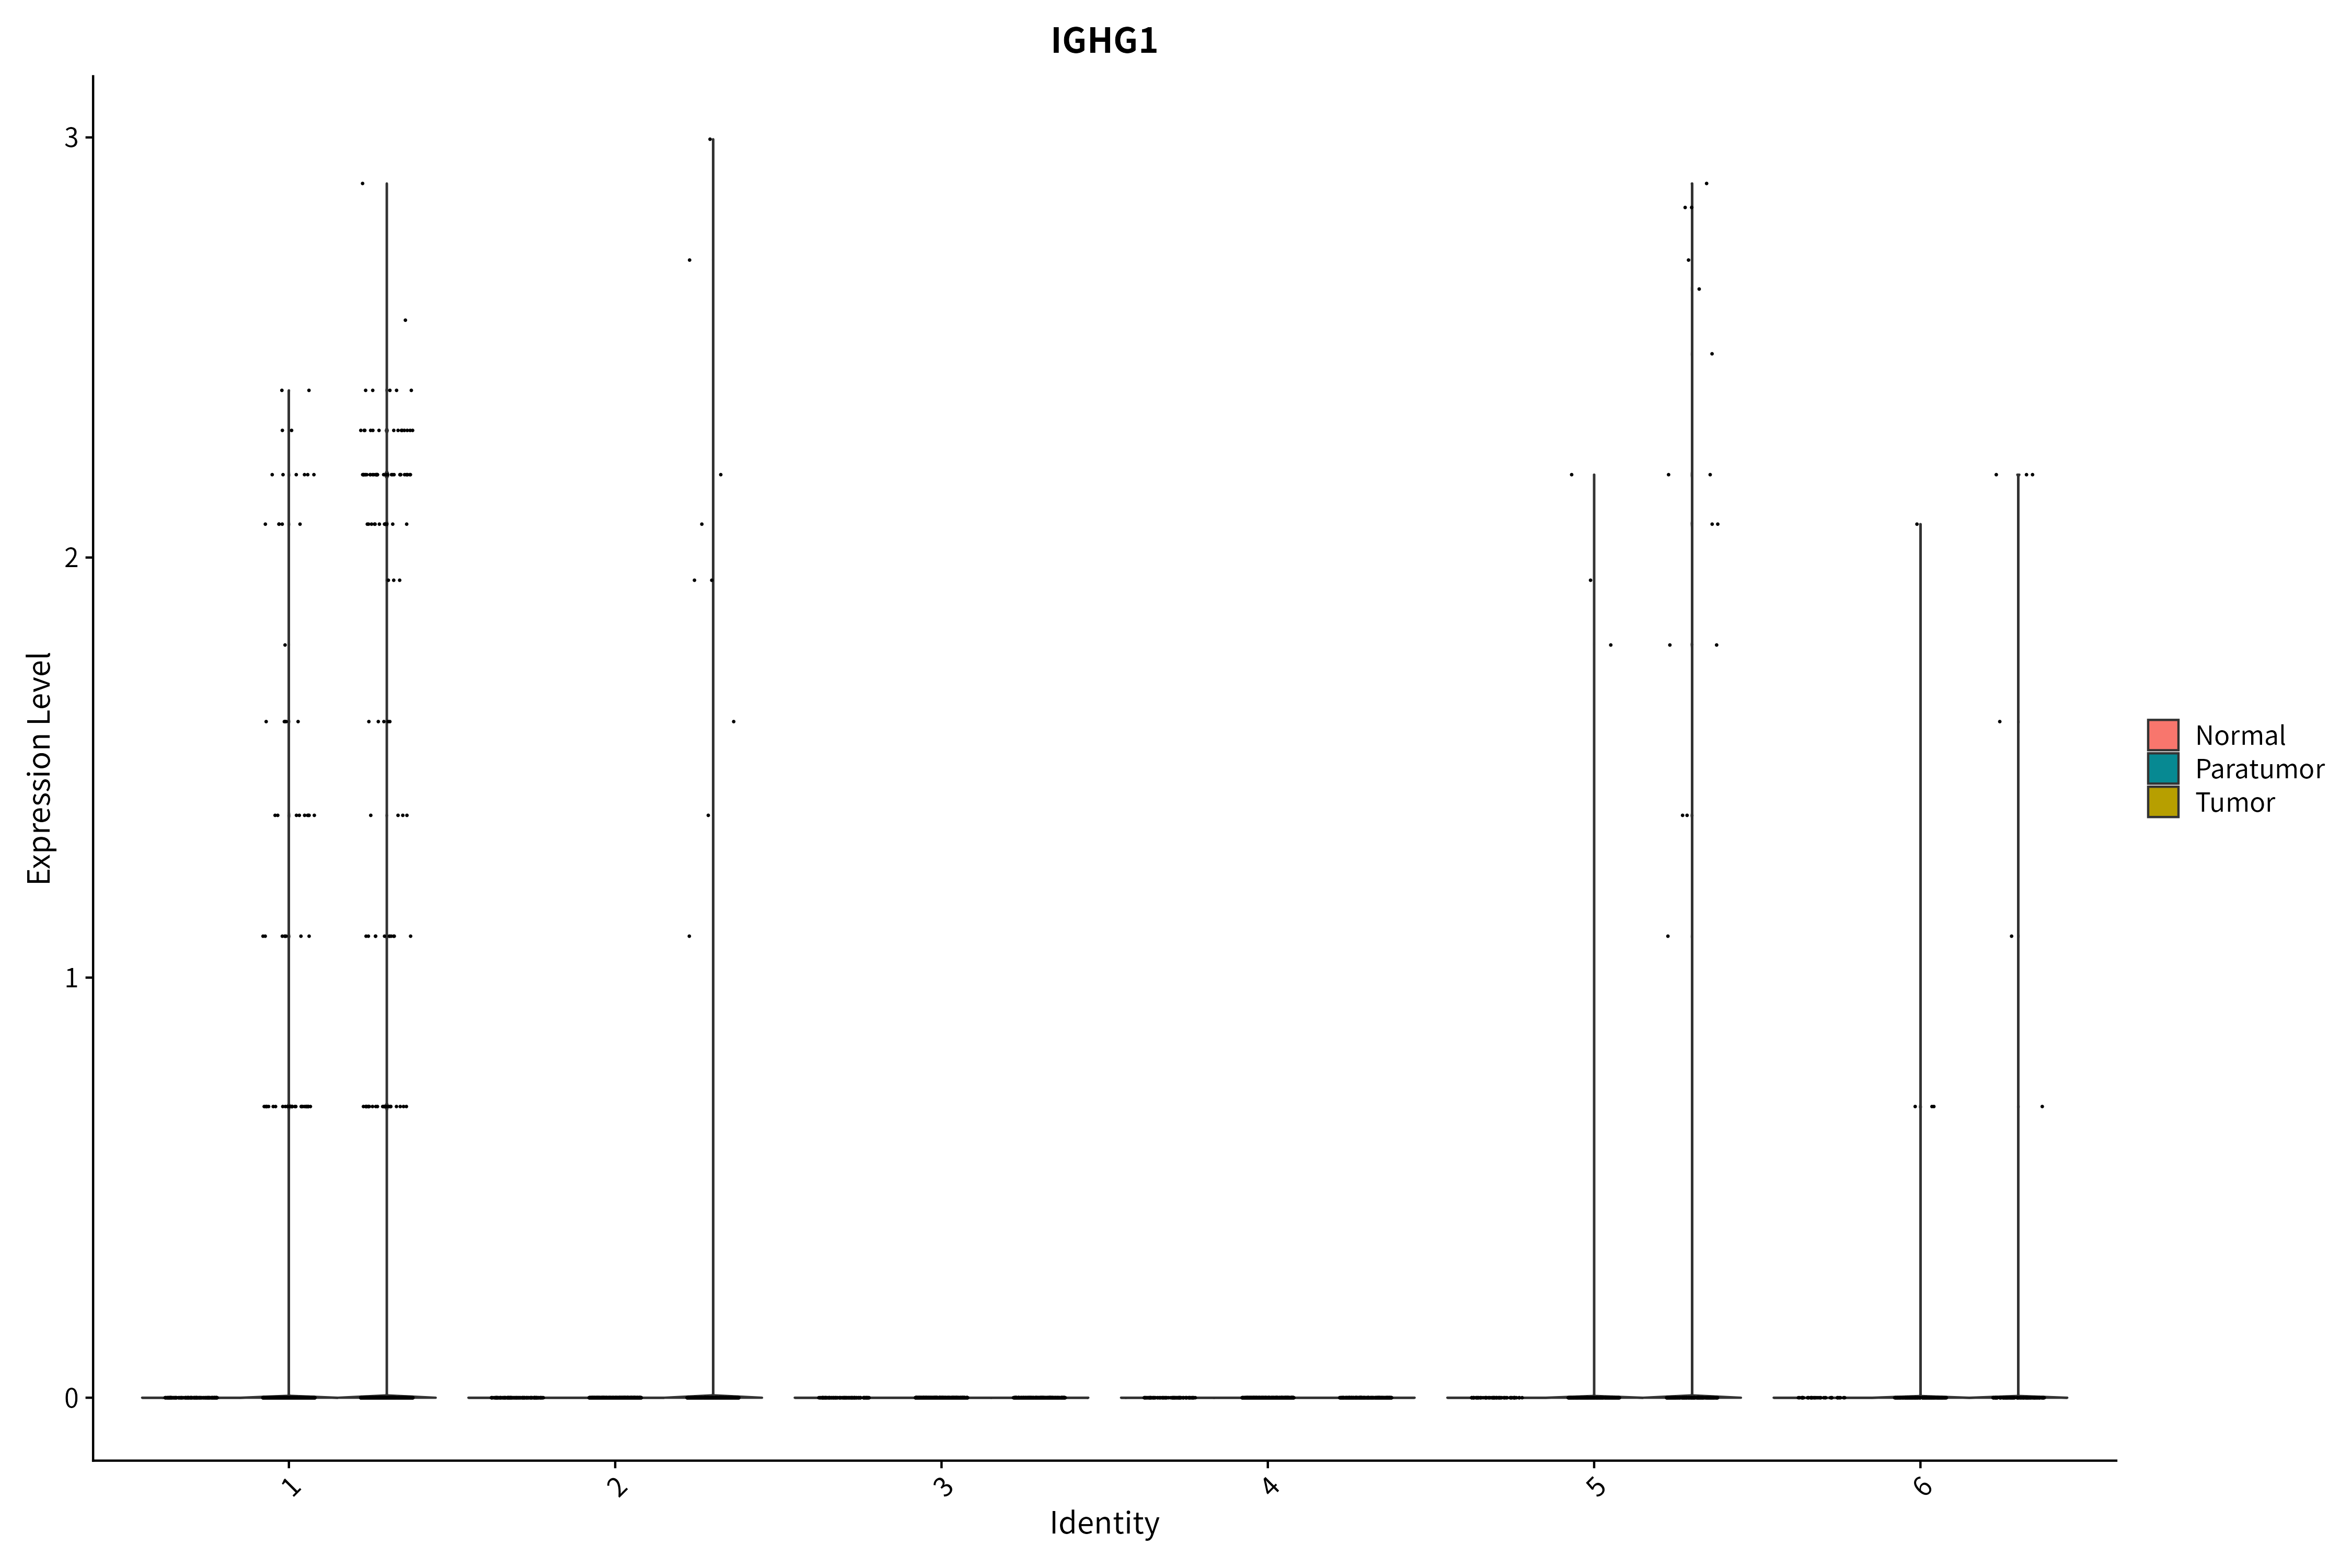 IGHG1
Expression Level
3
2
1
0
1
2
3
4
5
6
Identity
Normal
Paratumor
Tumor